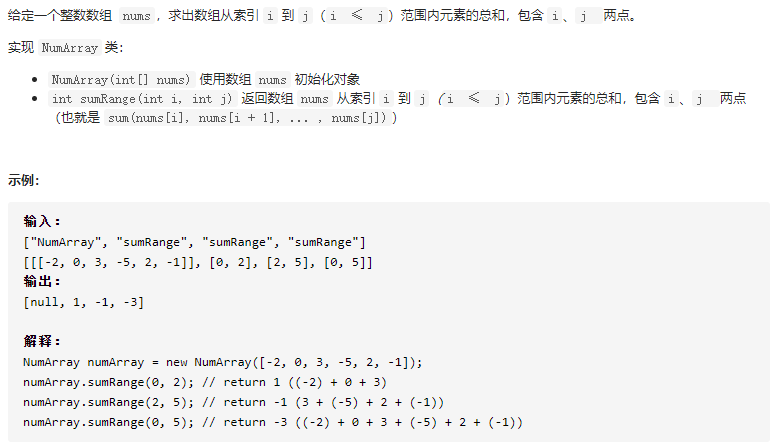 给定一个整数数组 nums，求出数组从索引 i 到 j（i ≤ j）范围内元素的总和，包含 i、j 两点。
实现 NumArray 类：
• NumArray(int[] nums) 使用数组 nums 初始化对象
• int sumRange(int i, int j) 返回数组 nums 从索引 i 到 j（i ≤ j）范围内元素的总和，包含 i、j 两点
（也就是 sum(nums[i], nums[i + 1], ... , nums[j])）
示例：
输入：
["NumArray", "sumRange", "sumRange", "sumRange"]
[[[-2, 0, 3, -5, 2, -1]], [0, 2], [2, 5], [0, 5]]
输出：
[null, 1, -1, -3]
解释：
NumArray numArray = new NumArray([-2, 0, 3, -5, 2, -1]);
numArray.sumRange(0, 2); // return 1 ((-2) + 0 + 3)
numArray.sumRange(2, 5); // return -1 (3 + (-5) + 2 + (-1))
numArray.sumRange(0, 5); // return -3 ((-2) + 0 + 3 + (-5) + 2 + (-1))